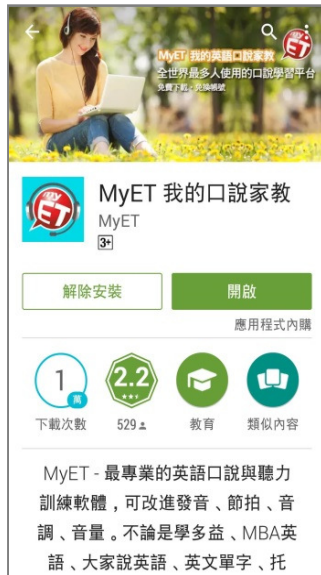 MyET 我的英語口說家教
全世界最多人使用的口說學習平台
免費下載，兌換帳號
MY
ET
MyET 我的口說家教
MyET
3+
MY
ET
解除安裝
開啟
應用程式內購
1
萬
2.2
下載次數
529
教育
類似內容
MyET - 最專業的英語口說與聽力
訓練軟體，可改進發音、節拍、音
調、音量。不論是學多益、MBA英
語、大家說英語、英文單字、托